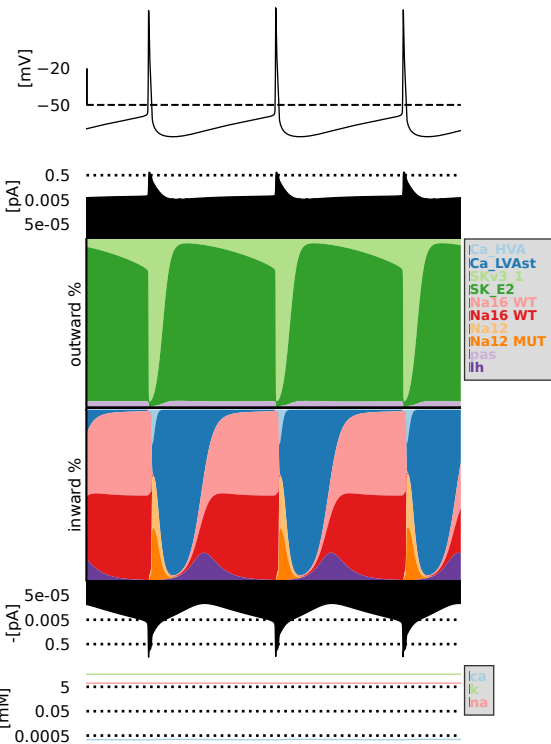 [mV]
−20
−50
[pA]
0.5
0.005
5e-05
outward %
Ca_HVA
Ca_LVAst
SKv3_1
SK_E2
Na16 WT
Na16 WT
Na12
Na12 MUT
pas
Ih
inward %
-[pA]
5e-05
0.005
0.5
[mM]
5
0.05
0.0005
ca
k
na